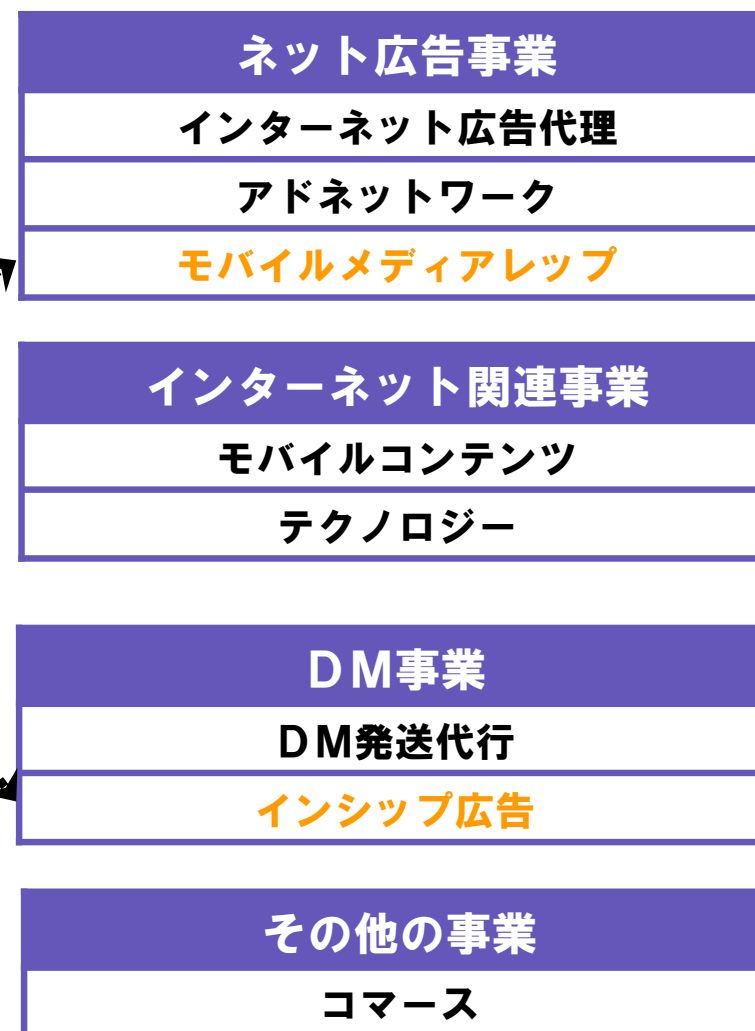 ネット広告事業
インターネット広告代理
アドネットワーク
モバイルメディアレップ
インターネット関連事業
モバイルコンテンツ
テクノロジー
ＤＭ事業
ＤＭ発送代行
インシップ広告
その他の事業
コマース